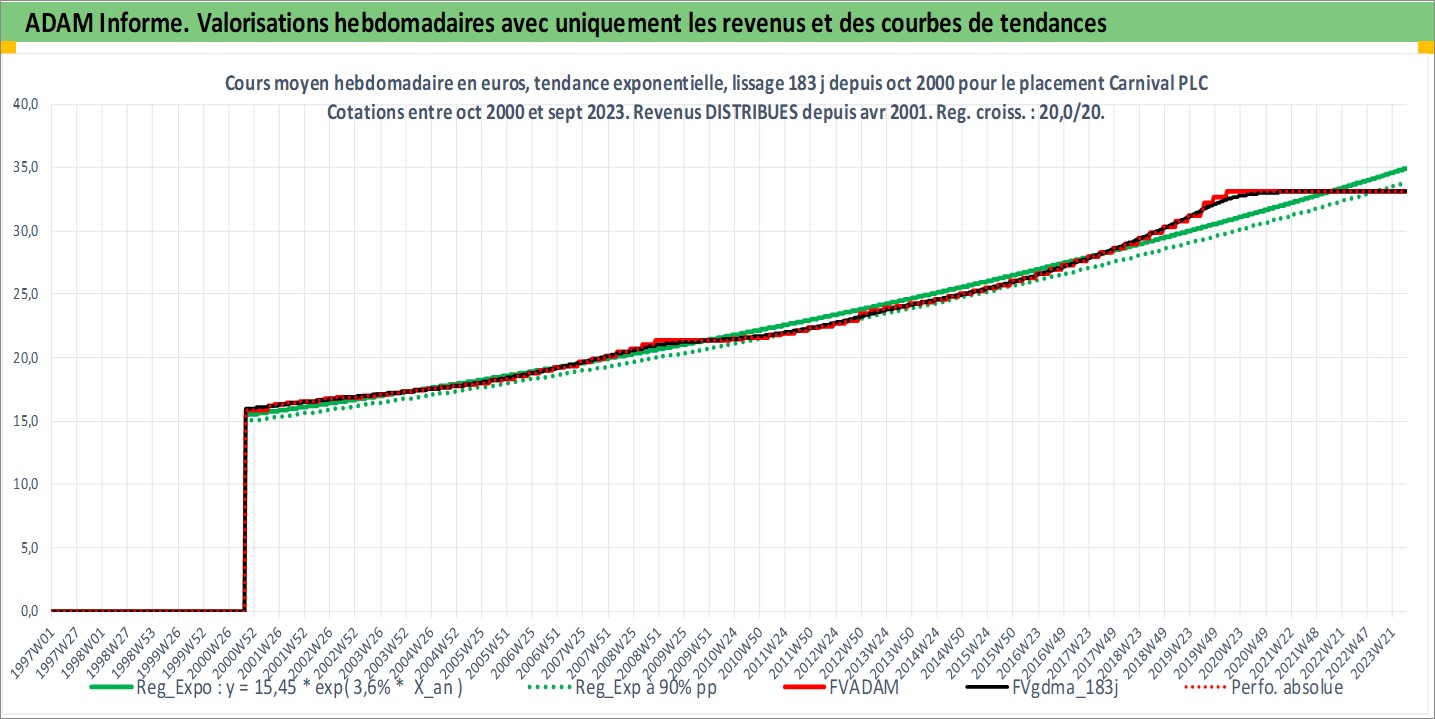 ADAM Informe. Valorisations hebdomadaires avec uniquement les revenus et des courbes de tendances
Cours moyen hebdomadaire en euros, tendance exponentielle, lissage 183 j depuis oct 2000 pour le placement Carnival PLC
Cotations entre oct 2000 et sept 2023. Revenus DISTRIBUES depuis avr 2001. Reg. croiss. : 20,0/20.
40,0
35,0
30,0
25,0
20,0
15,0
10,0
5,0
0,0
1997W01 1997W27 1998W01 1998W27 1998W53 1999W26 1999W52 2000W26 2000W52 2001W26 2001W52 2002W26 2002W52 2003W26 2003W52 2004W26 2004W52 2005W25 2005W51 2006W25 2006W51 2007W25 2007W51 2008W25 2008W51 2009W25 2009W51 2010W24 2010W50 2011W24 2011W50 2012W24 2012W50 2013W24 2013W50 2014W24 2014W50 2015W24 2015W50 2016W23 2016W49 2017W23 2017W49 2018W23 2018W49 2019W23 2019W49 2020W23 2020W49 2021W22 2021W48 2022W21 2022W47 2023W21
Reg_Expo : y = 15,45 * exp( 3,6% * X_an ) Reg_Exp à 90% pp FVADAM FVgdma_183j Perfo. absolue